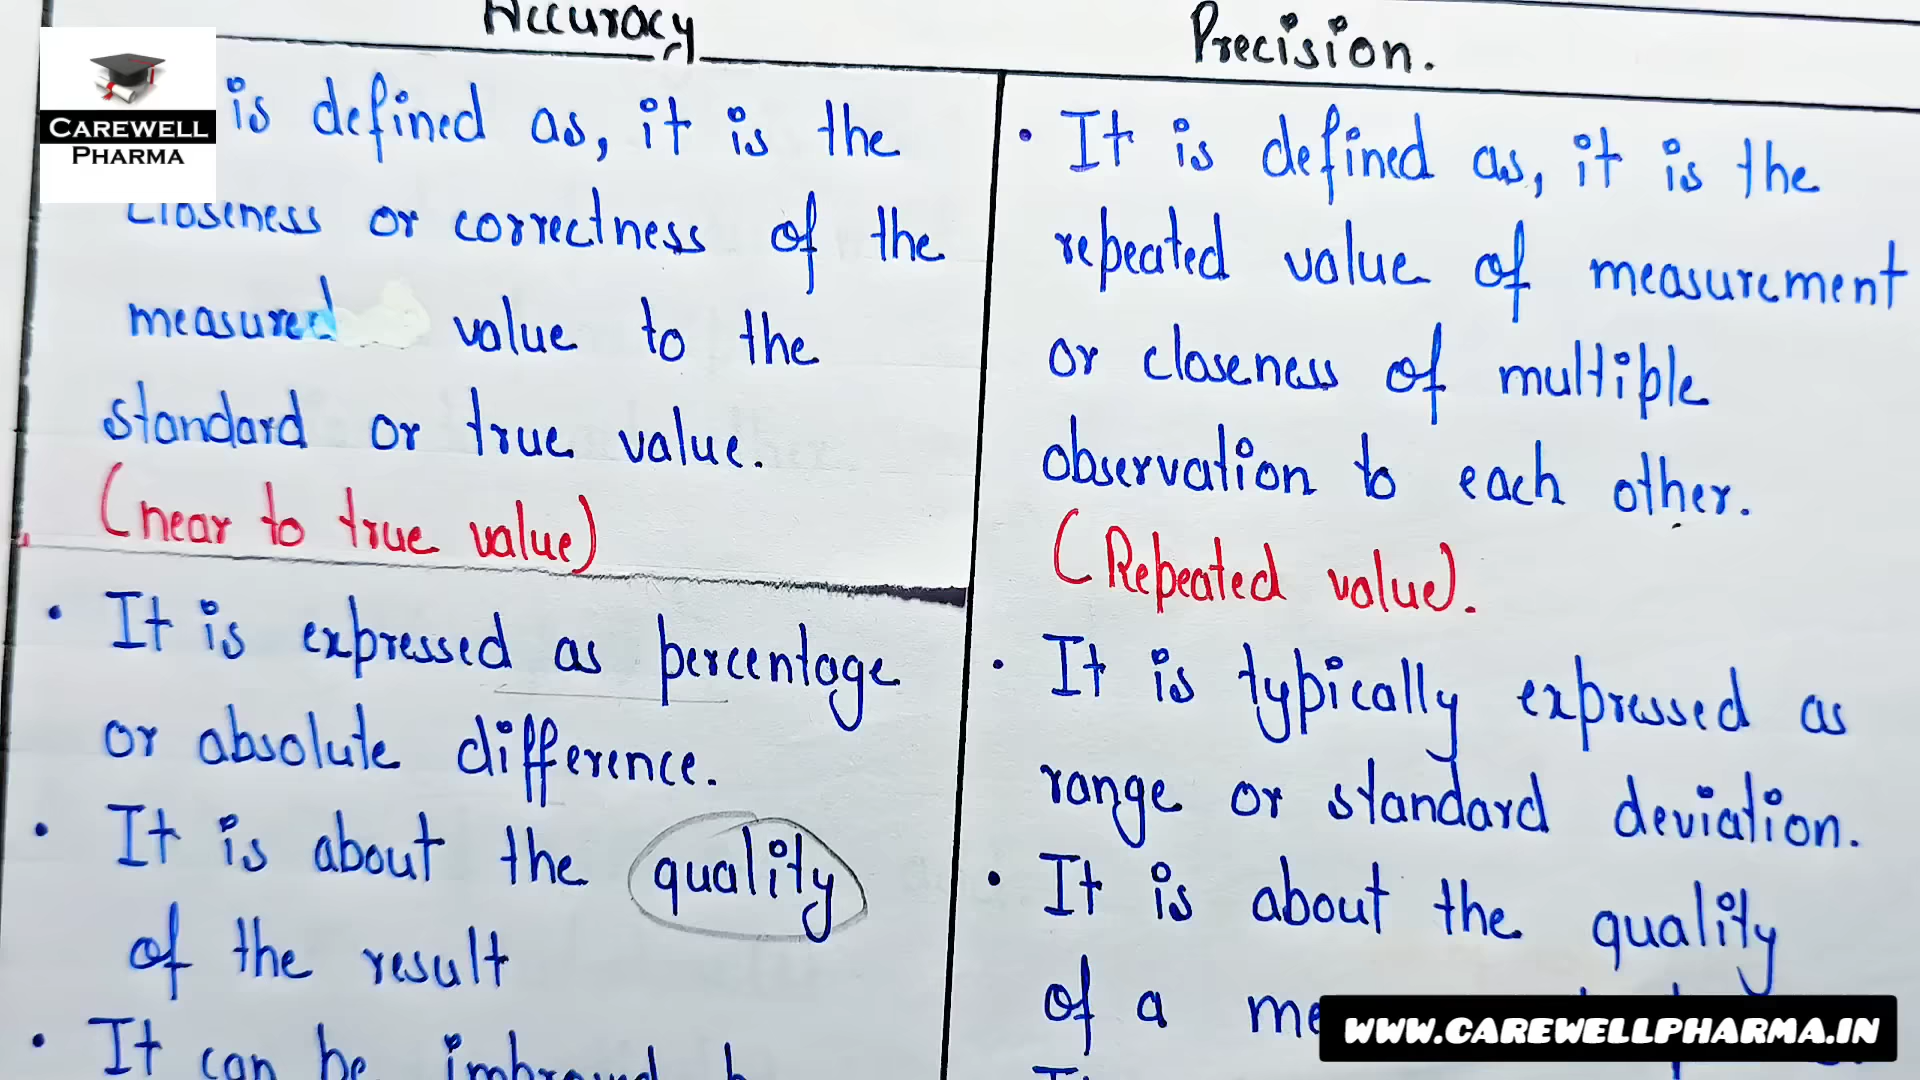 Accuracy
CAREWELL
PHARMA
is defined as, it is the
closeness or correctness of the
measured value to the
standard or true value.
(near to true value)
• It is expressed as percentage
or absolute difference.
• It is about the quality
of the result
• It can be
Precision.
• It is defined as, it is the
repeated value of measurement
or closeness of multiple
observation to each other.
(Repeated value).
• It is typically expressed as
range or standard deviation.
• It is about the quality
of a
WWW.CAREWELLPHARMA.IN